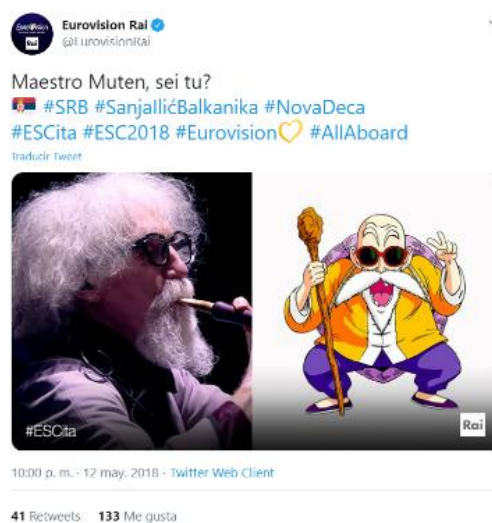 Eurovision Rai
@EurovisionRai
Maestro Muten, sei tu?
#SRB #SanjaIlićBalkanika #NovaDeca
#ESCita #ESC2018 #Eurovision #AllAboard
Traducir Tweet
#ESCita
Rai
10:00 p. m. · 12 may. 2018 · Twitter Web Client
41 Retweets 133 Me gusta